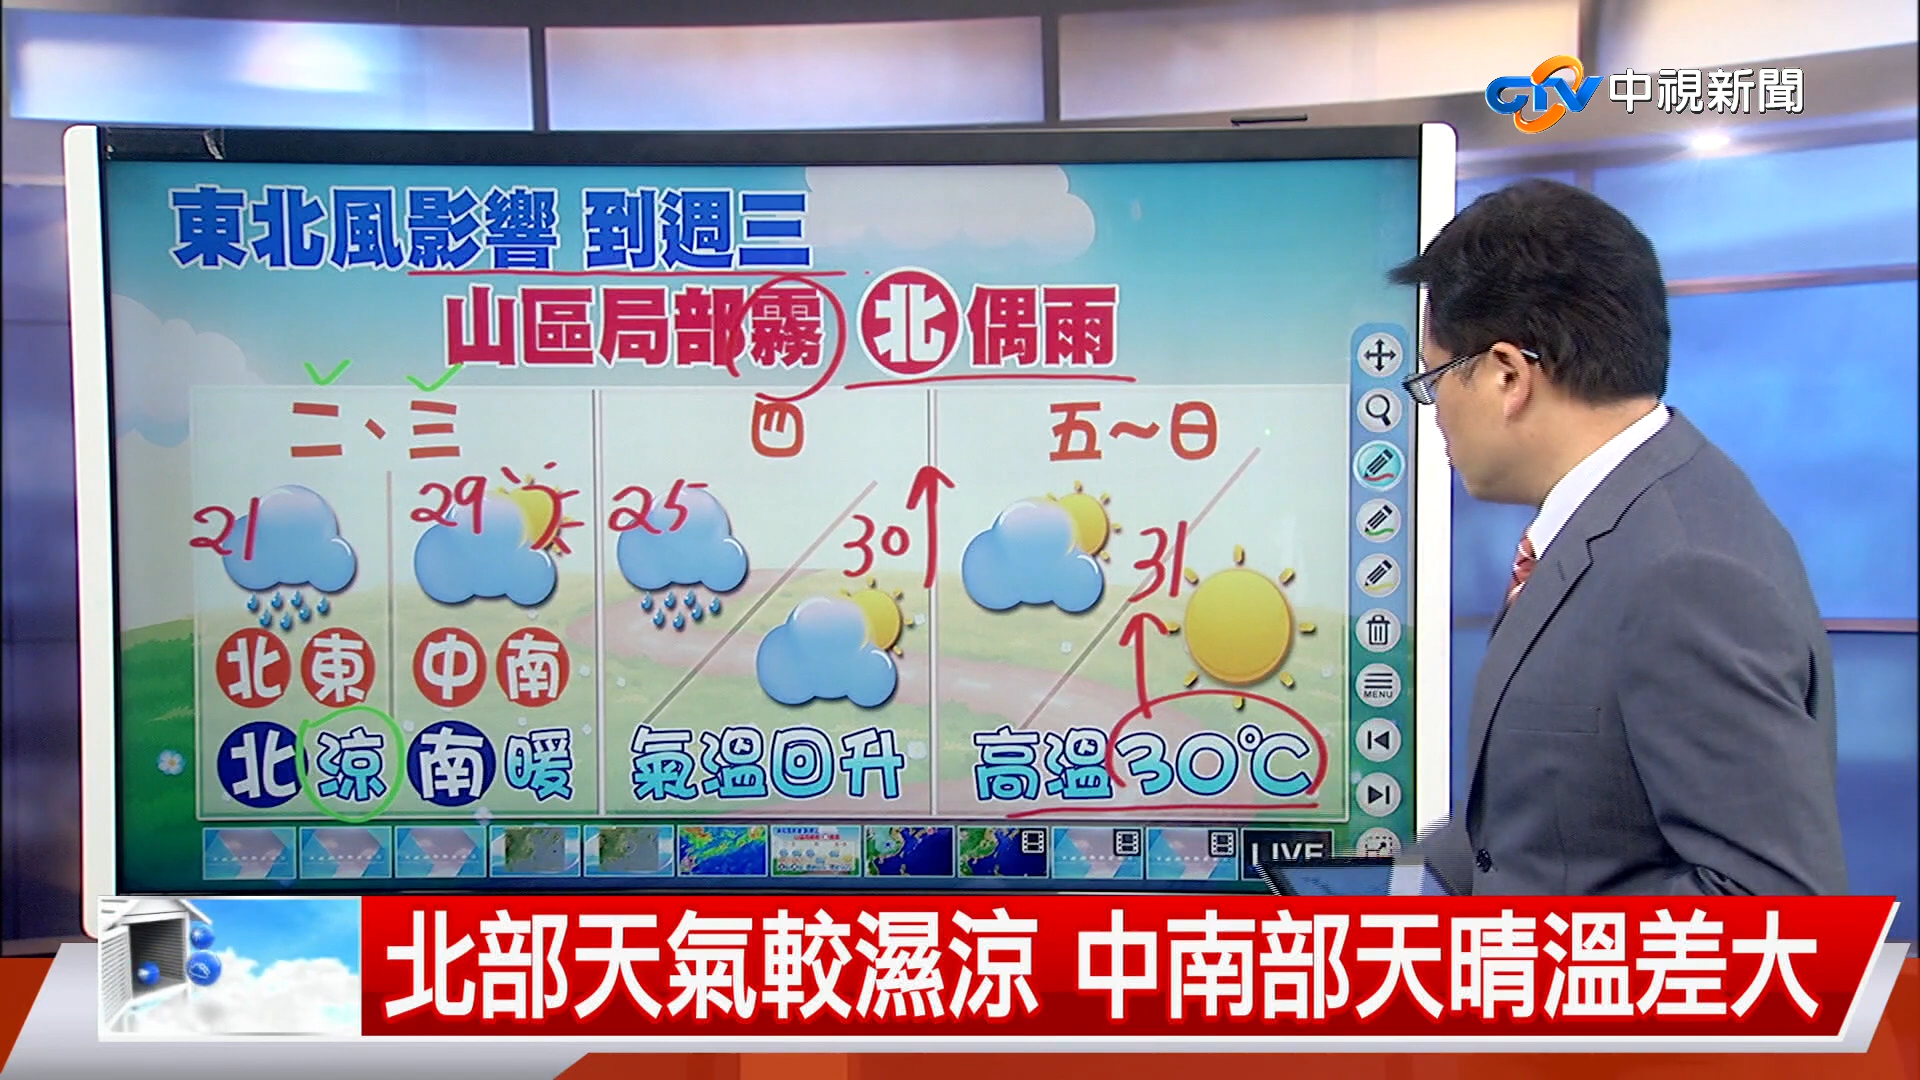 CTV中視新聞
東北風影響 到週三
山區局部霧 北偶雨
二、三
四
五～日
21
29
25
30
31
北東
中南
北涼南暖
氣溫回升
高溫30℃
MENU
LIVE
北部天氣較濕涼 中南部天晴溫差大